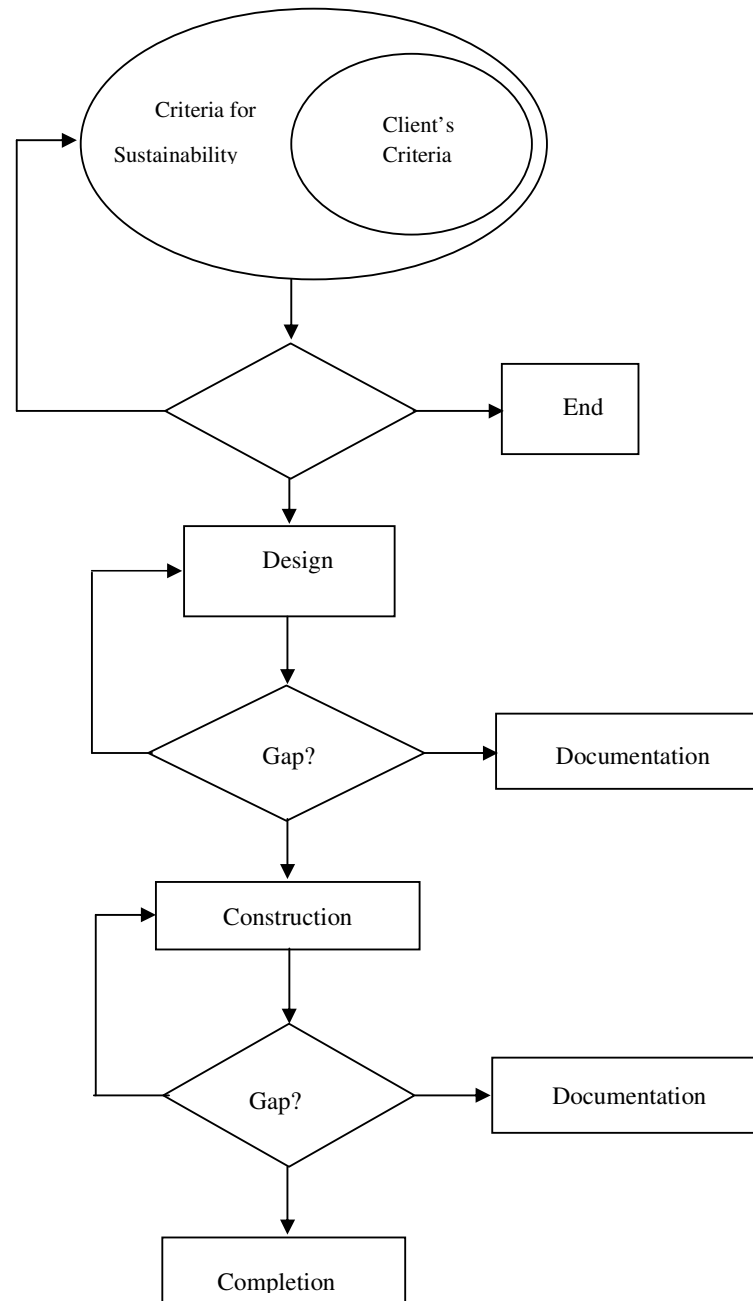 Criteria for
Sustainability
Client's
Criteria
End
Design
Gap?
Documentation
Construction
Gap?
Documentation
Completion